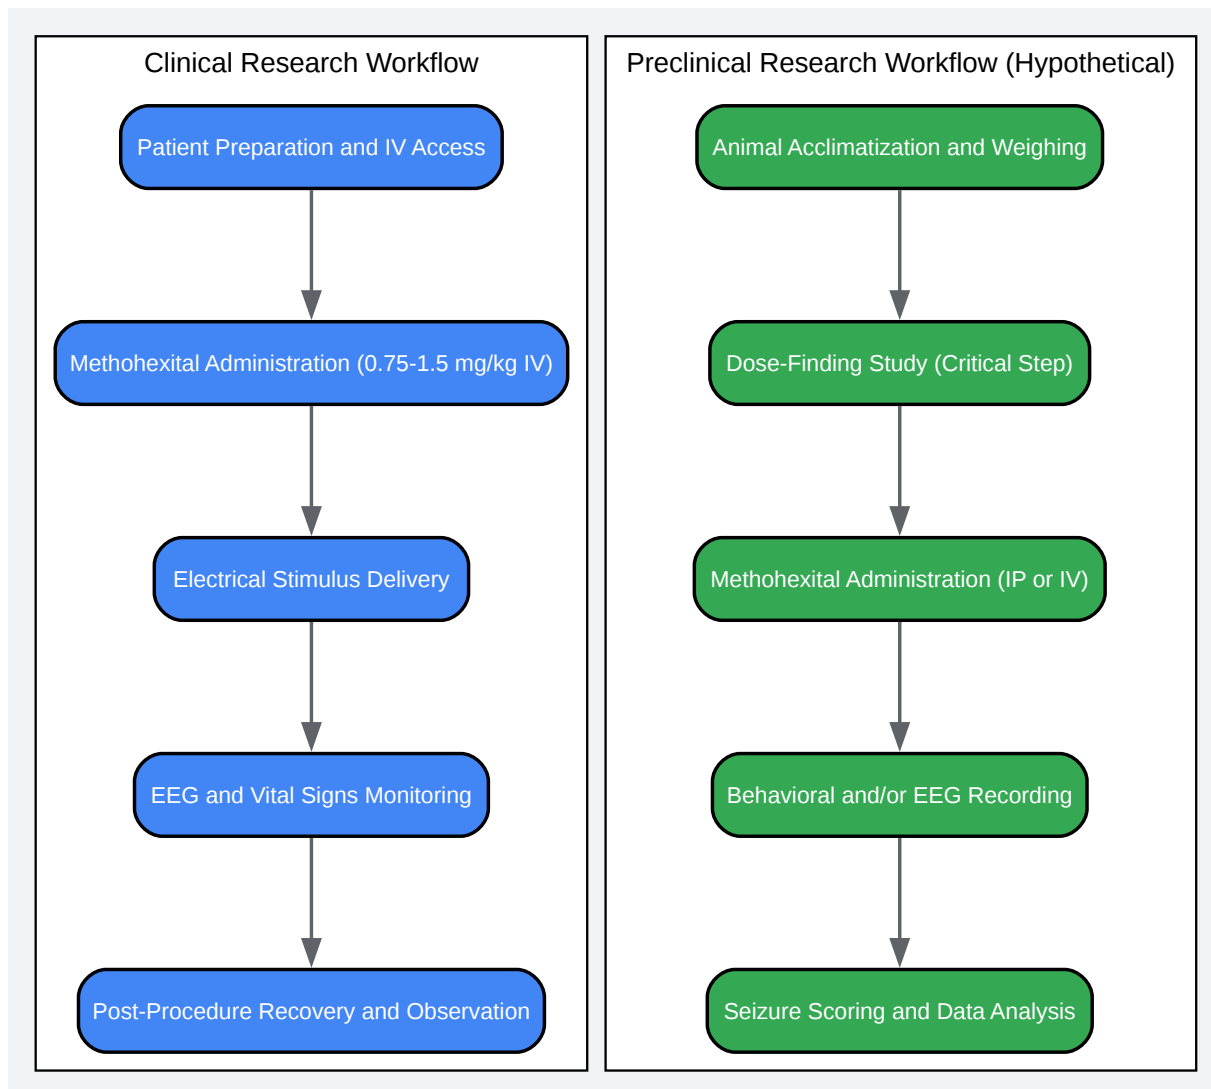 Clinical Research Workflow
Patient Preparation and IV Access
Methohexital Administration (0.75-1.5 mg/kg IV)
Electrical Stimulus Delivery
EEG and Vital Signs Monitoring
Post-Procedure Recovery and Observation
Preclinical Research Workflow (Hypothetical)
Animal Acclimatization and Weighing
Dose-Finding Study (Critical Step)
Methohexital Administration (IP or IV)
Behavioral and/or EEG Recording
Seizure Scoring and Data Analysis